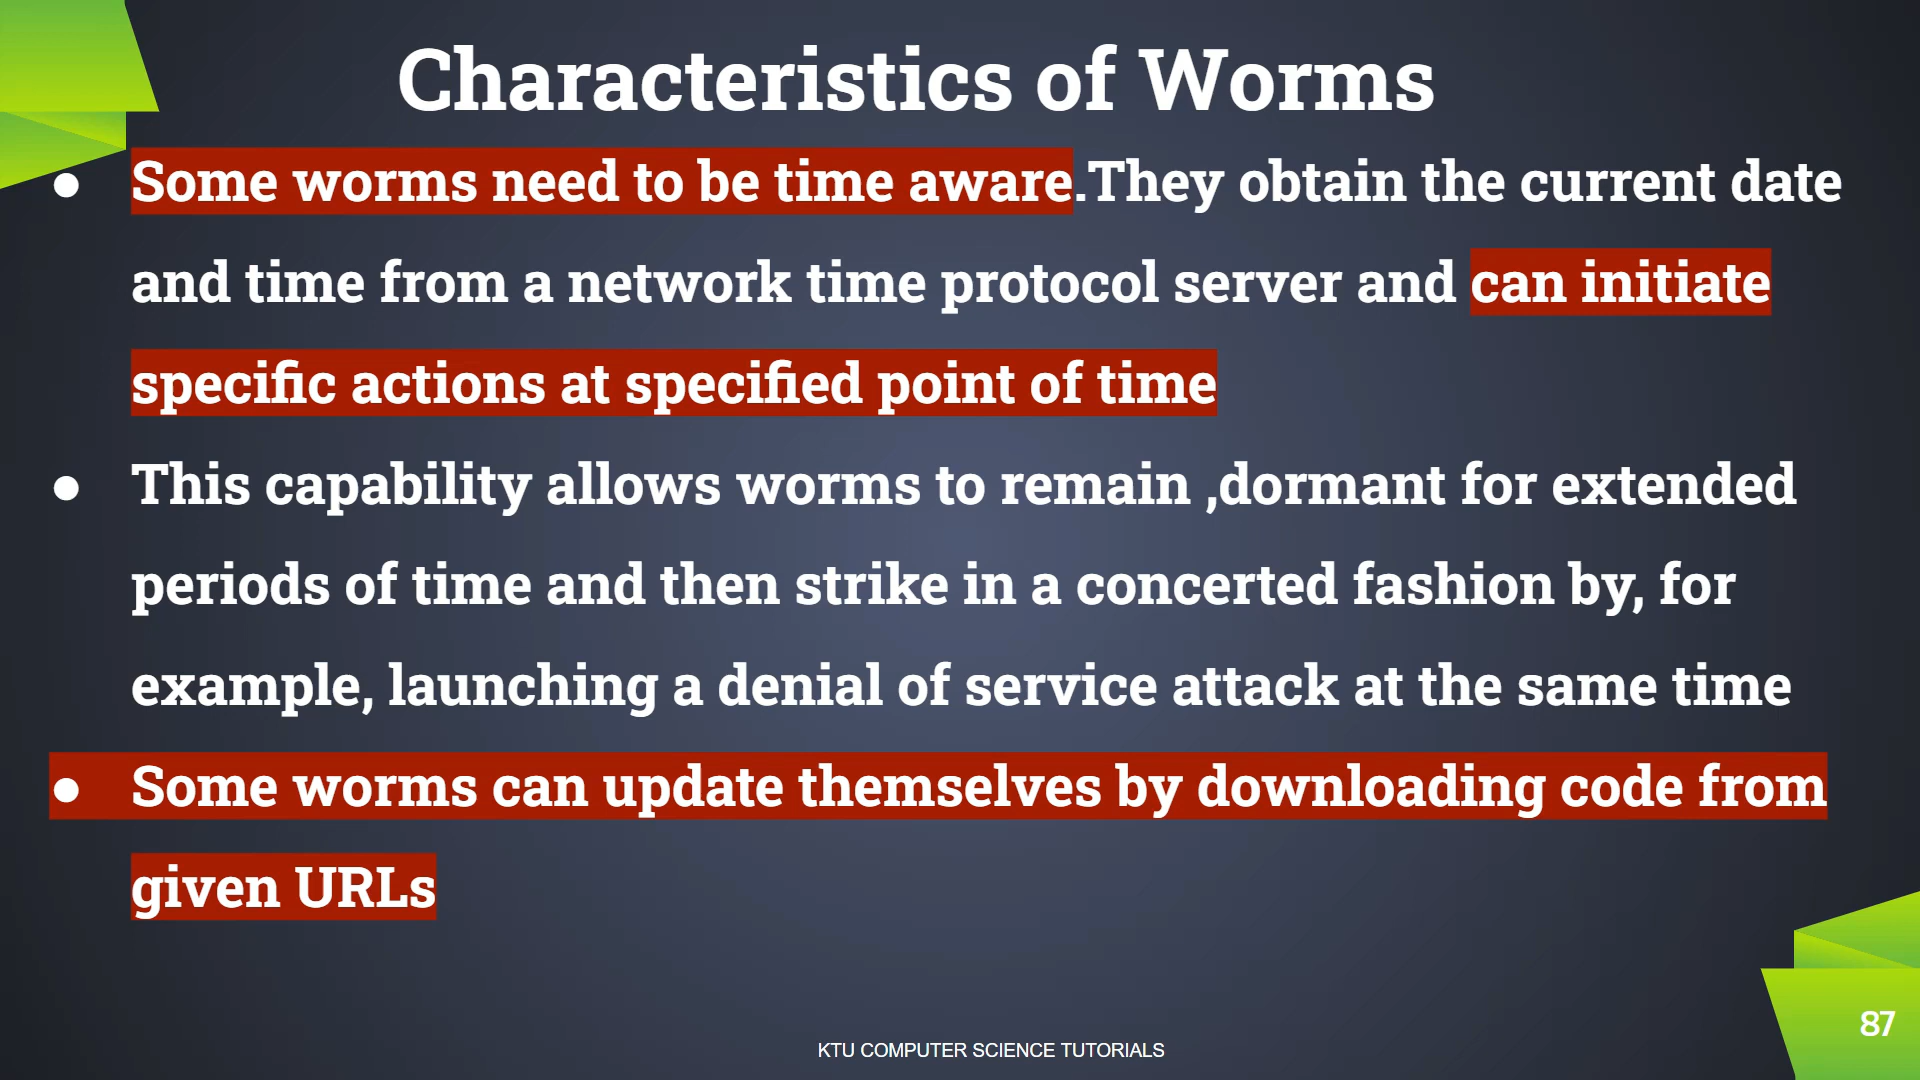 Characteristics of Worms
● Some worms need to be time aware.They obtain the current date
and time from a network time protocol server and can initiate
specific actions at specified point of time
● This capability allows worms to remain ,dormant for extended
periods of time and then strike in a concerted fashion by, for
example, launching a denial of service attack at the same time
● Some worms can update themselves by downloading code from
given URLs
87
KTU COMPUTER SCIENCE TUTORIALS